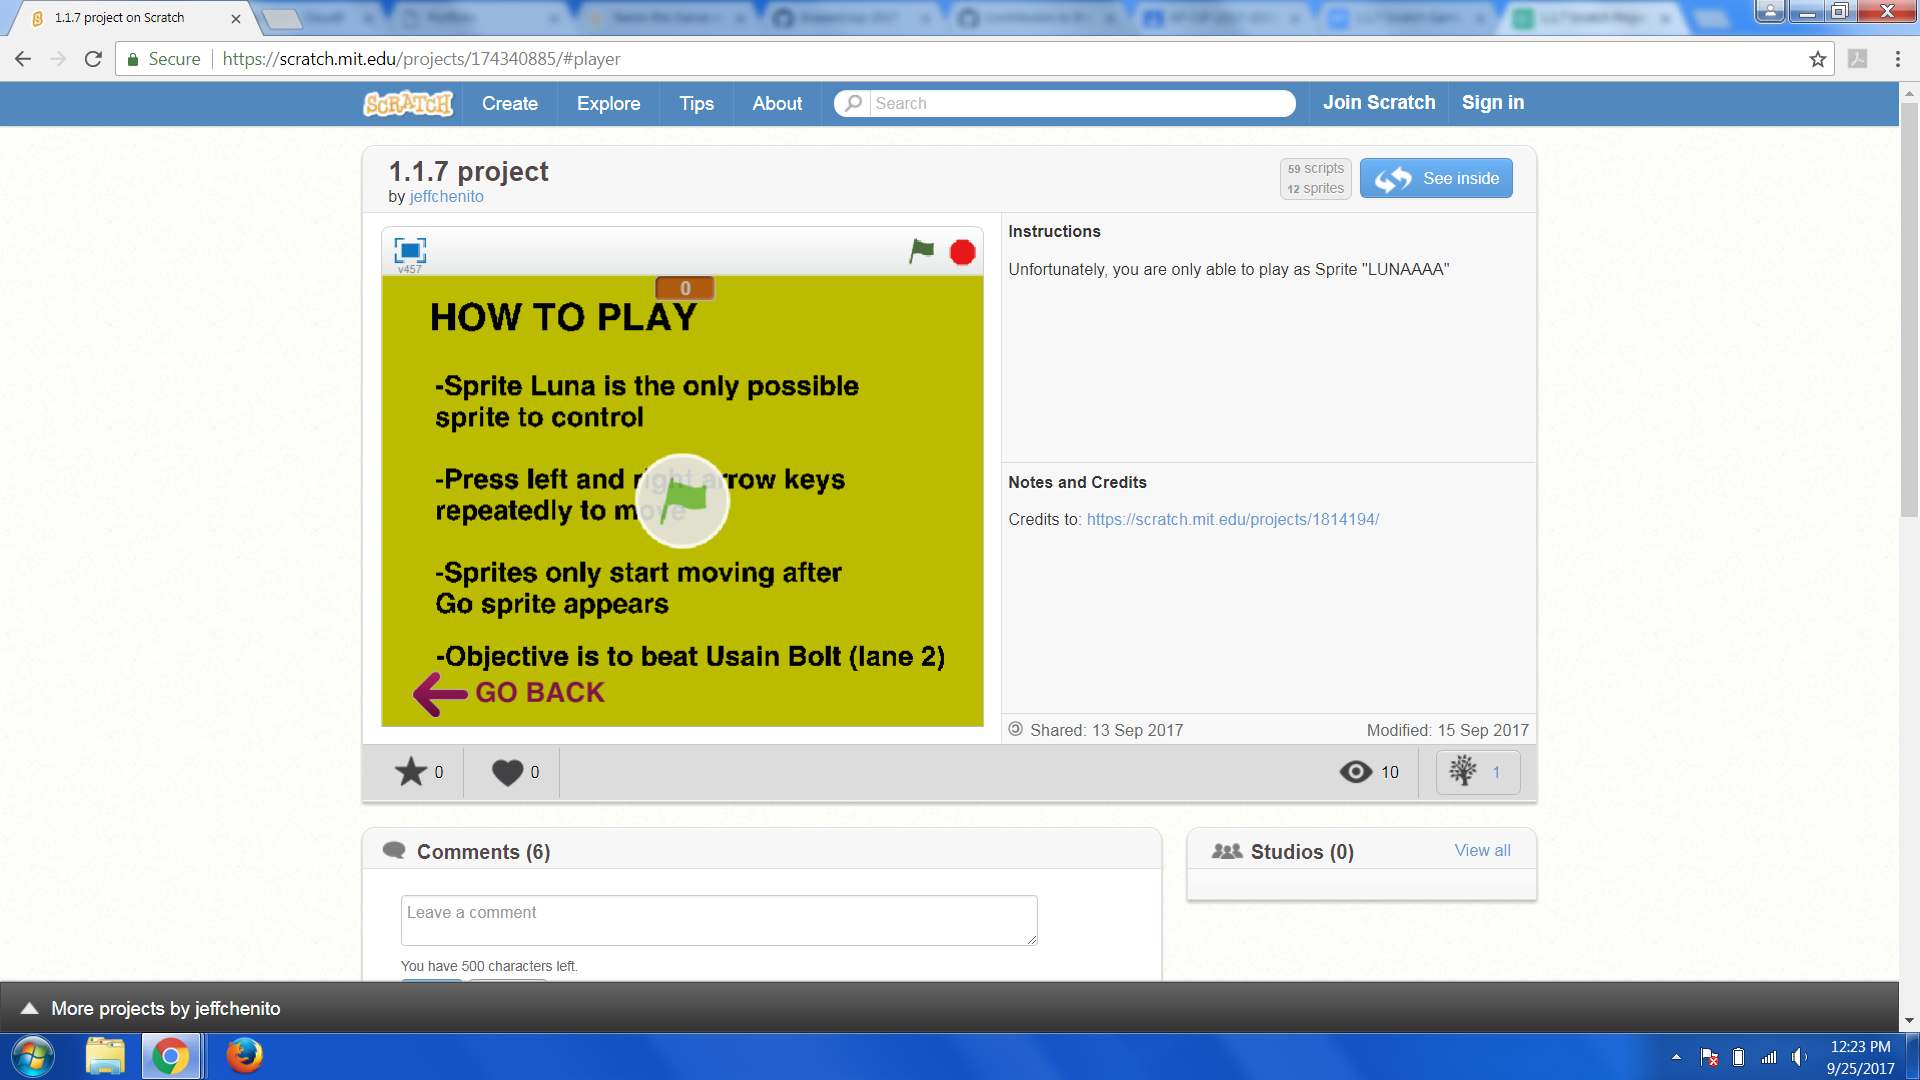 1.1.7 project on Scratch
Secure https://scratch.mit.edu/projects/174340885/#player
SCRATCH Create Explore Tips About Search Join Scratch Sign in
1.1.7 project
by jeffchenito
59 scripts
12 sprites
See inside
v457
0
HOW TO PLAY
-Sprite Luna is the only possible
sprite to control
-Press left and right arrow keys
repeatedly to move
-Sprites only start moving after
Go sprite appears
-Objective is to beat Usain Bolt (lane 2)
GO BACK
Instructions
Unfortunately, you are only able to play as Sprite "LUNAAAA"
Notes and Credits
Credits to: https://scratch.mit.edu/projects/1814194/
Shared: 13 Sep 2017 Modified: 15 Sep 2017
0 0 10 1
Comments (6)
Leave a comment
You have 500 characters left.
Studios (0) View all
More projects by jeffchenito
12:23 PM
9/25/2017